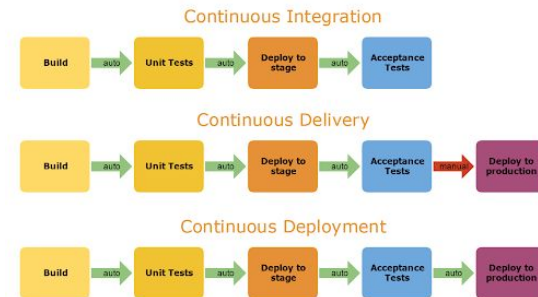 Continuous Integration
Build auto Unit Tests auto Deploy to stage auto Acceptance Tests
Continuous Delivery
Build auto Unit Tests auto Deploy to stage auto Acceptance Tests manual Deploy to production
Continuous Deployment
Build auto Unit Tests auto Deploy to stage auto Acceptance Tests auto Deploy to production